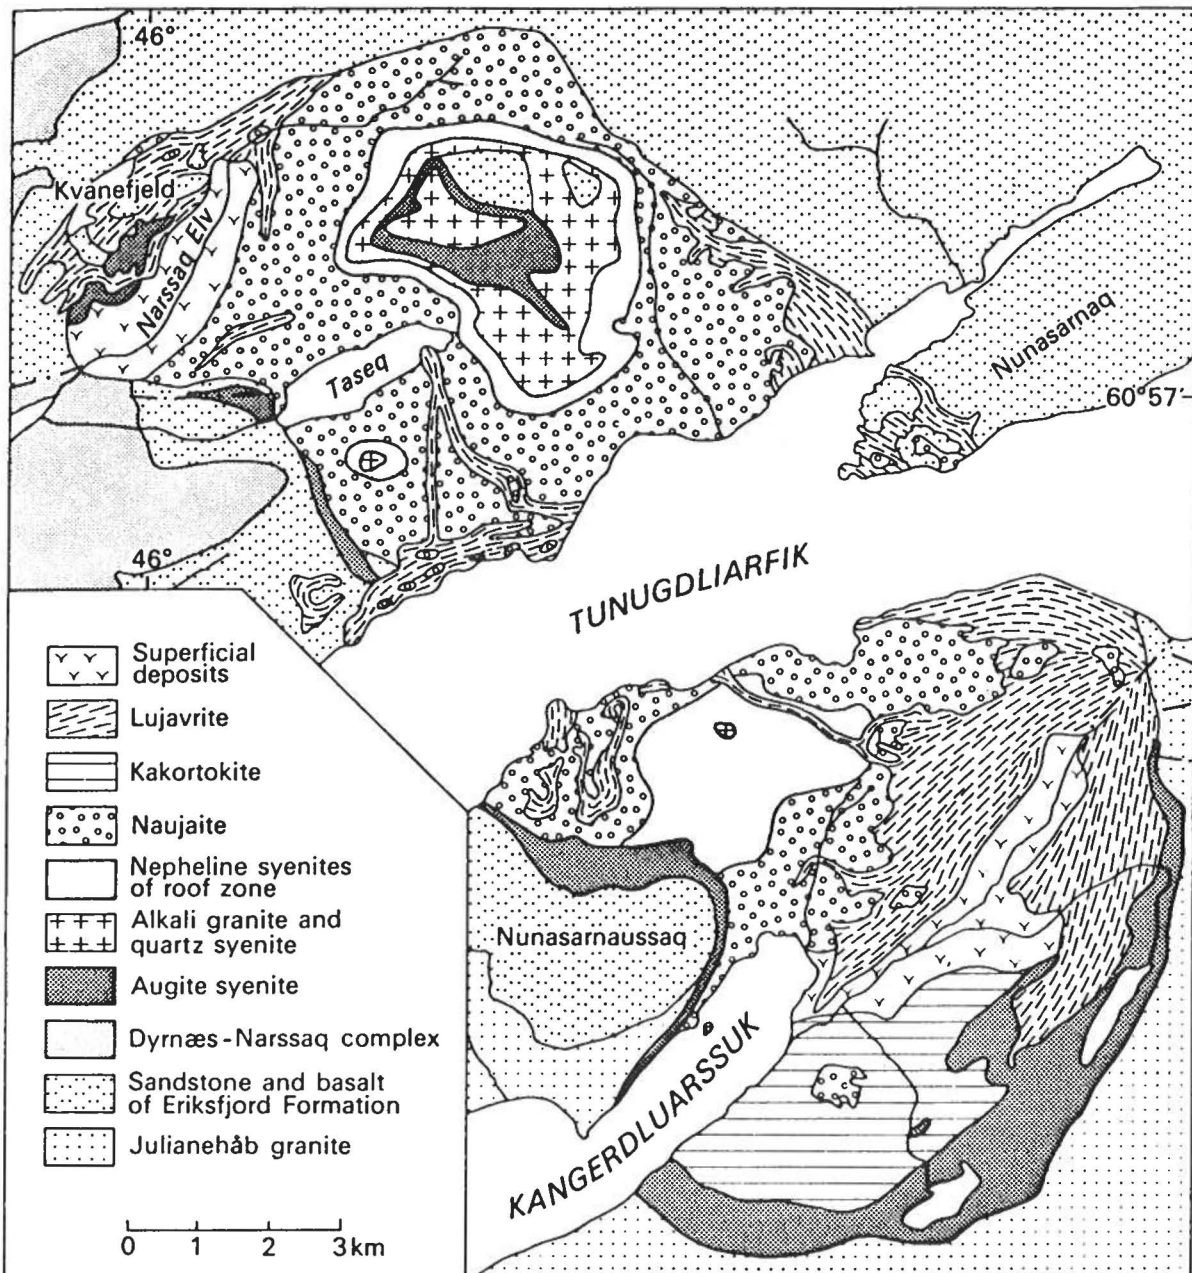 46°
Kvanefjeld
Narssaq Elv
Taseq
Nunasarnaq
60°57'
46°
TUNUGDLIARFIK
Superficial
deposits
Lujavrite
Kakortokite
Naujaite
Nepheline syenites
of roof zone
Alkali granite and
quartz syenite
Augite syenite
Dyrnæs-Narssaq complex
Sandstone and basalt
of Eriksfjord Formation
Julianehåb granite
0 1 2 3 km
Nunasarnaussaq
KANGERDLUARSSUK